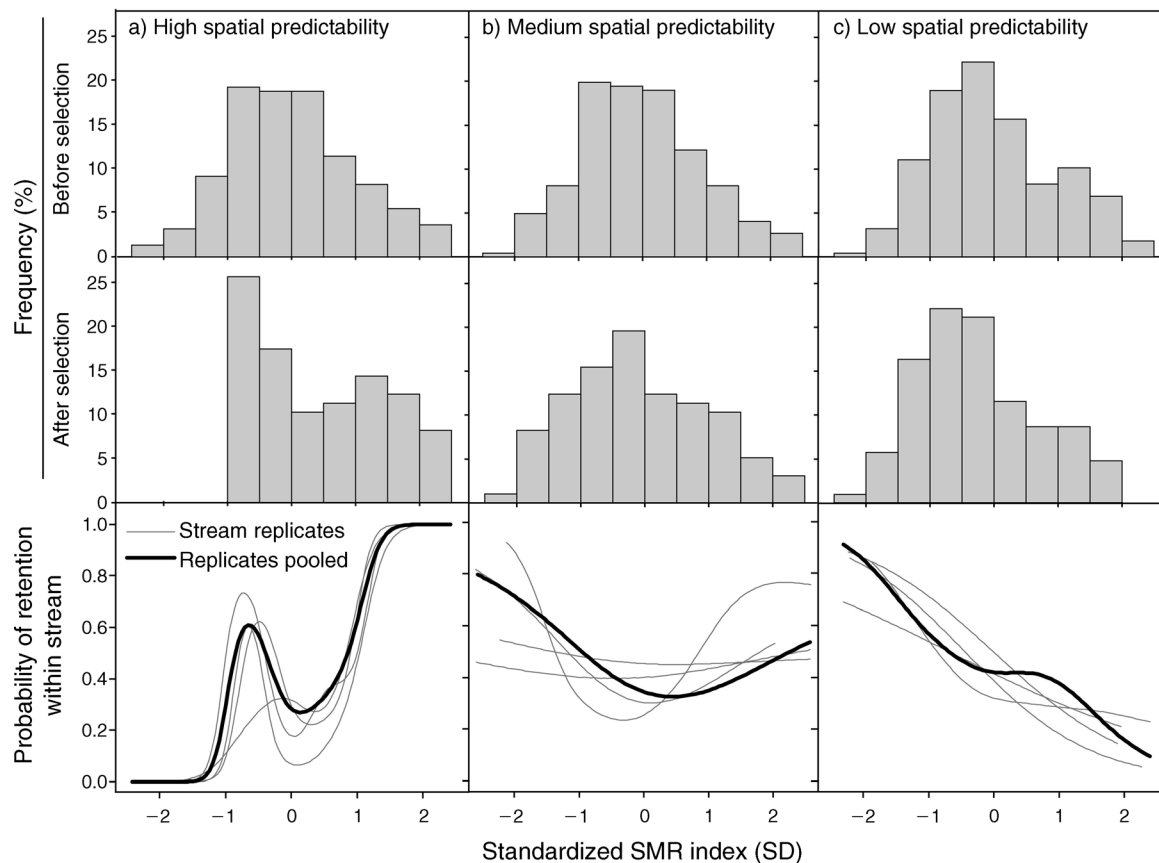 a) High spatial predictability
b) Medium spatial predictability
c) Low spatial predictability
Frequency (%)
Before selection
25
20
15
10
5
0
After selection
25
20
15
10
5
0
Probability of retention
within stream
1.0
0.8
0.6
0.4
0.2
0.0
Stream replicates
Replicates pooled
−2 −1 0 1 2
−2 −1 0 1 2
−2 −1 0 1 2
Standardized SMR index (SD)